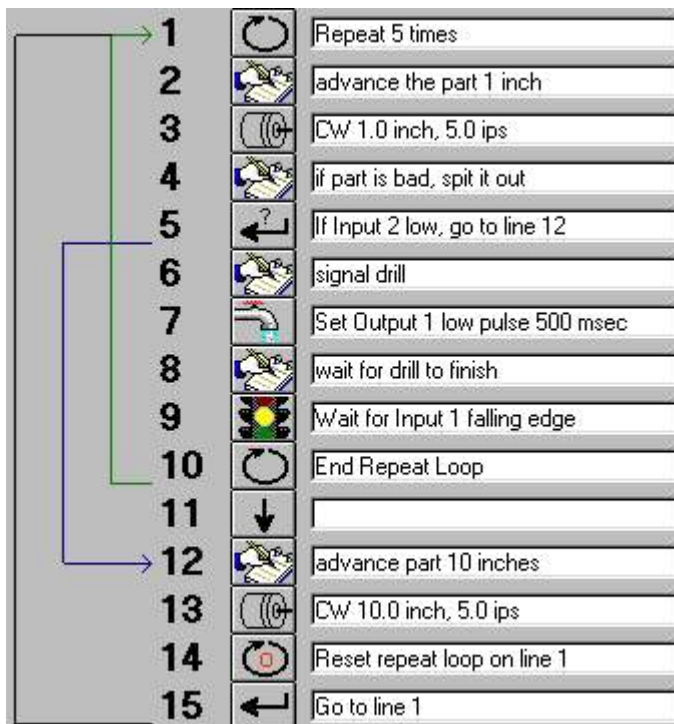 1 Repeat 5 times
2 advance the part 1 inch
3 CW 1.0 inch, 5.0 ips
4 if part is bad, spit it out
5 ? If Input 2 low, go to line 12
6 signal drill
7 Set Output 1 low pulse 500 msec
8 wait for drill to finish
9 Wait for Input 1 falling edge
10 End Repeat Loop
11
12 advance part 10 inches
13 CW 10.0 inch, 5.0 ips
14 0 Reset repeat loop on line 1
15 Go to line 1